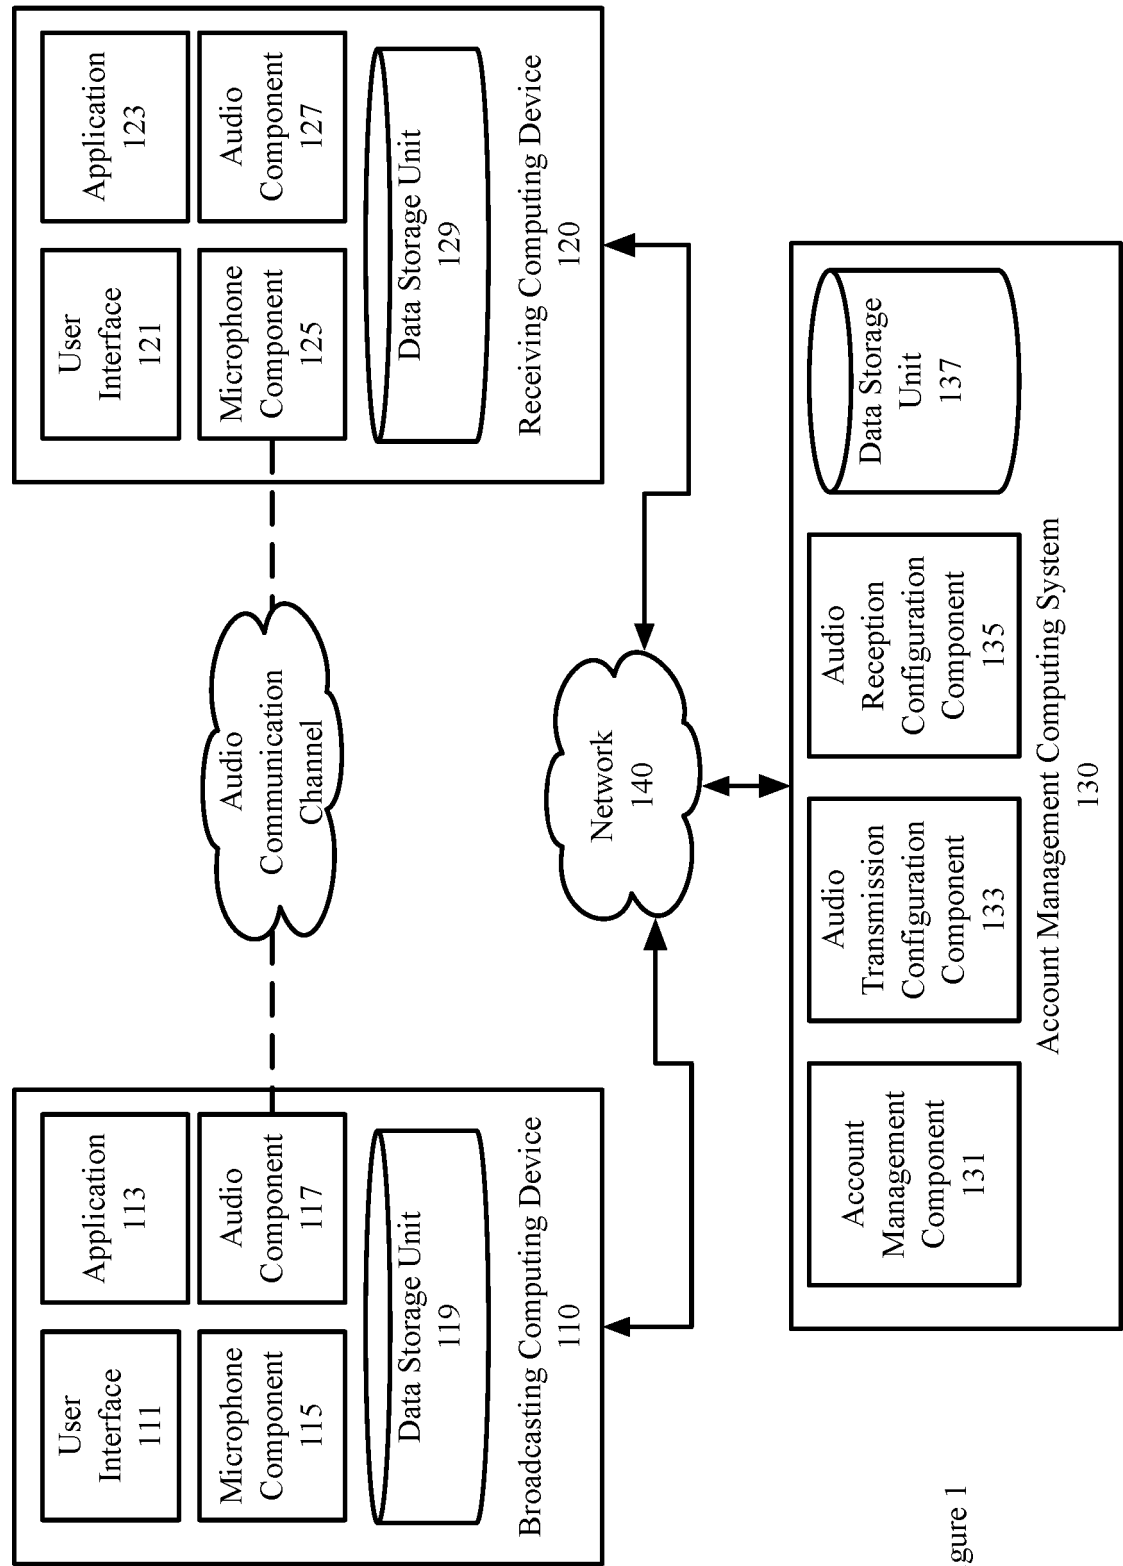 User
Interface
111
Application
113
Microphone
Component
115
Audio
Component
117
Data Storage Unit
119
Broadcasting Computing Device
110
Audio
Communication
Channel
User
Interface
121
Application
123
Microphone
Component
125
Audio
Component
127
Data Storage Unit
129
Receiving Computing Device
120
Network
140
Account
Management
Component
131
Audio
Transmission
Configuration
Component
133
Audio
Reception
Configuration
Component
135
Data Storage
Unit
137
Account Management Computing System
130
gure 1